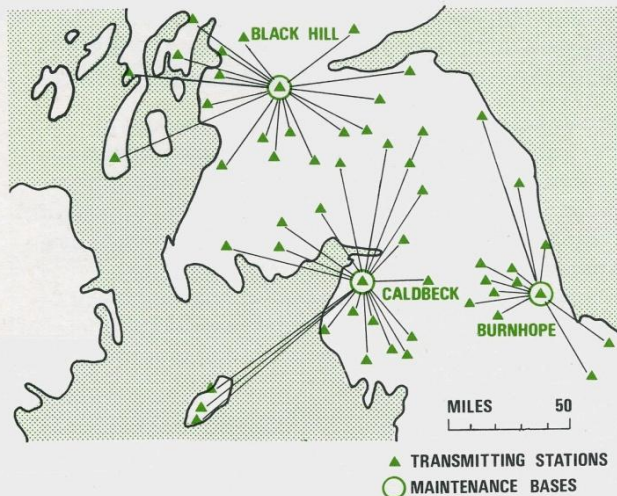 BLACK HILL
CALDBECK
BURNHOPE
MILES 50
TRANSMITTING STATIONS
MAINTENANCE BASES